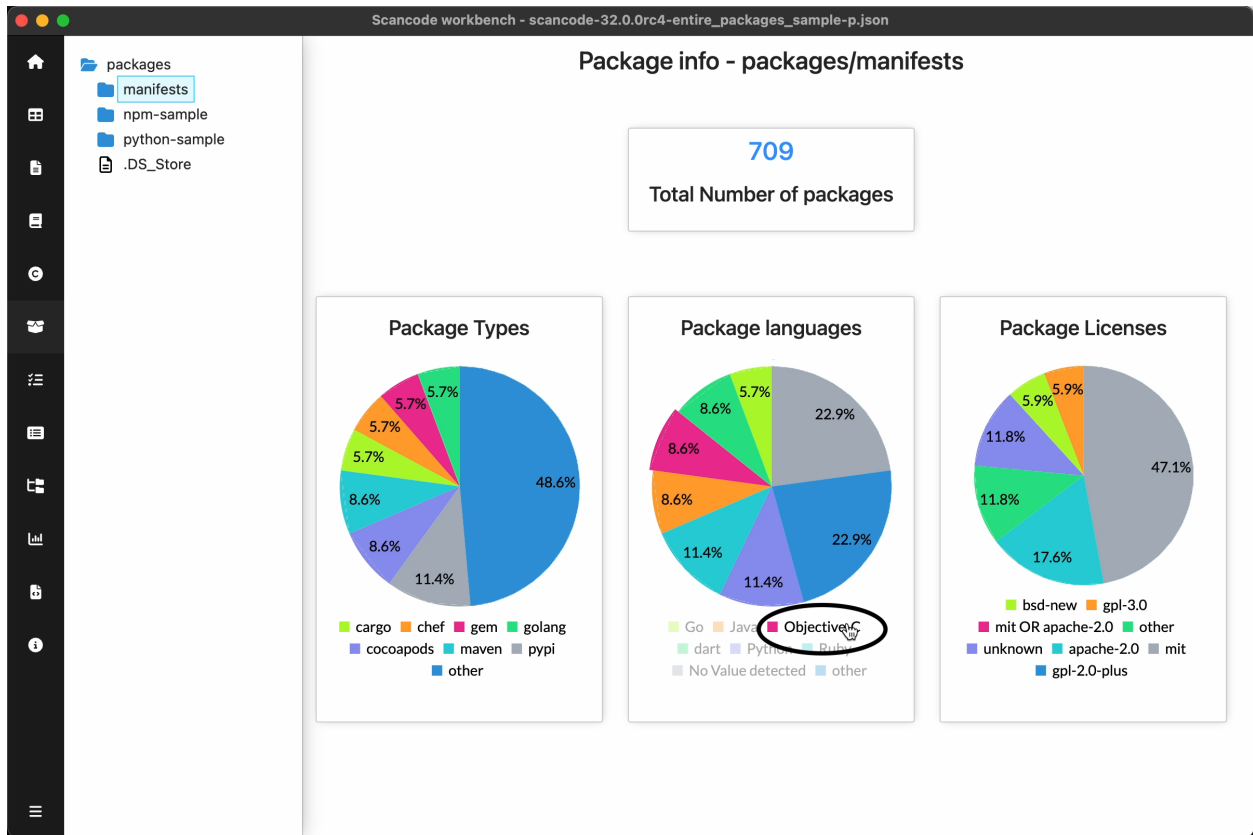 Scancode workbench - scancode-32.0.0rc4-entire_packages_sample-p.json
packages
manifests
npm-sample
python-sample
.DS_Store
Package info - packages/manifests
709
Total Number of packages
Package Types
5.7%
5.7%
5.7%
5.7%
48.6%
8.6%
8.6%
11.4%
cargo chef gem golang
cocoapods maven pypi
other
Package languages
5.7%
8.6%
22.9%
8.6%
8.6%
22.9%
11.4%
11.4%
Go Java Objective-C
dart Python Ruby
No Value detected other
Package Licenses
5.9%
5.9%
11.8%
47.1%
11.8%
17.6%
bsd-new gpl-3.0
mit OR apache-2.0 other
unknown apache-2.0 mit
gpl-2.0-plus